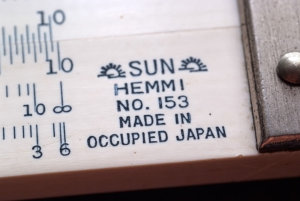 10
10
10 ∞
3 6
SUN
HEMMI
NO. 153
MADE IN
OCCUPIED JAPAN